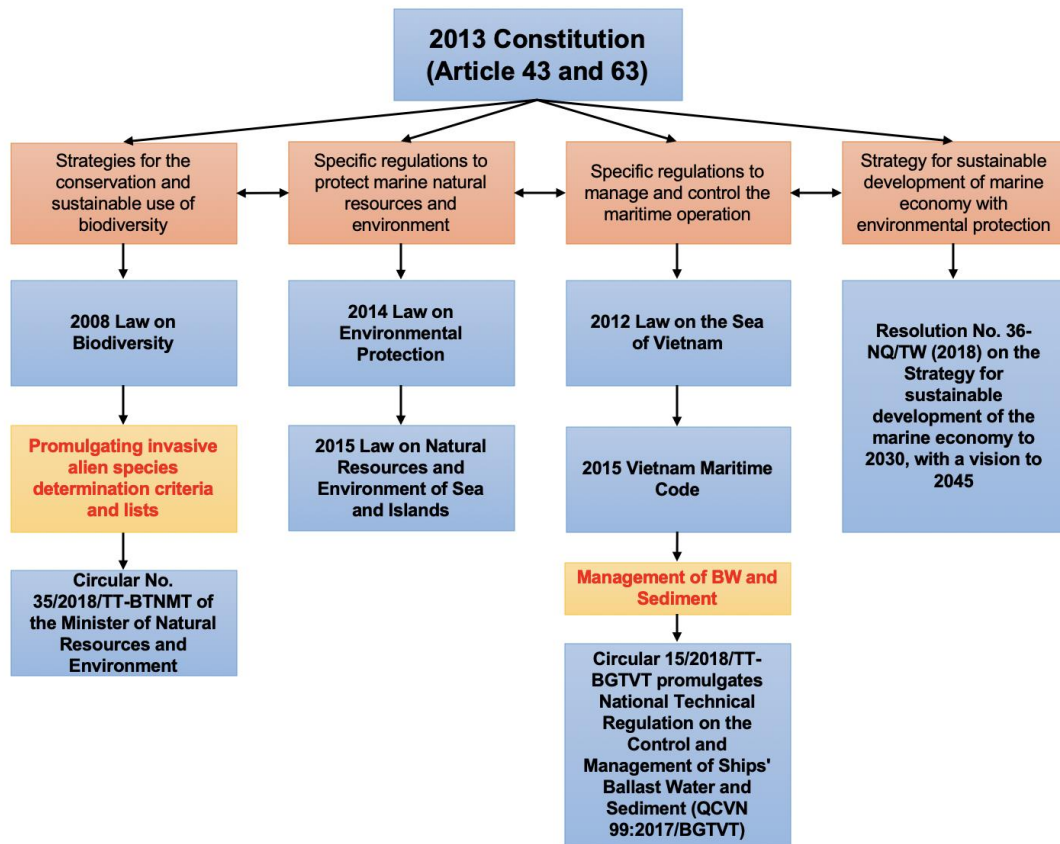 2013 Constitution
(Article 43 and 63)
Strategies for the
conservation and
sustainable use of
biodiversity
Specific regulations to
protect marine natural
resources and
environment
Specific regulations to
manage and control the
maritime operation
Strategy for sustainable
development of marine
economy with
environmental protection
2008 Law on
Biodiversity
2014 Law on
Environmental
Protection
2012 Law on the Sea
of Vietnam
Resolution No. 36-
NQ/TW (2018) on the
Strategy for
sustainable
development of the
marine economy to
2030, with a vision to
2045
Promulgating invasive
alien species
determination criteria
and lists
2015 Law on Natural
Resources and
Environment of Sea
and Islands
2015 Vietnam Maritime
Code
Circular No.
35/2018/TT-BTNMT of
the Minister of Natural
Resources and
Environment
Management of BW and
Sediment
Circular 15/2018/TT-
BGTVT promulgates
National Technical
Regulation on the
Control and
Management of Ships'
Ballast Water and
Sediment (QCVN
99:2017/BGTVT)